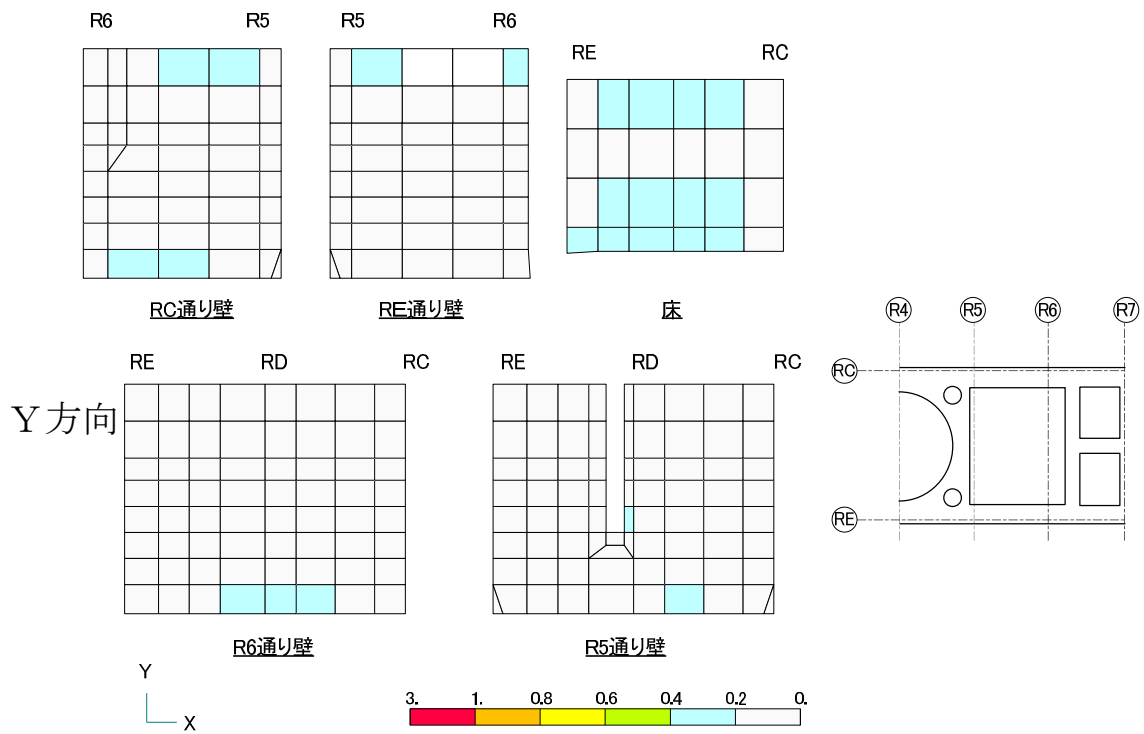 R6 R5
R5 R6
RE RC
RC通り壁
RE通り壁
床
R4 R5 R6 R7
RC
RE
RE RD RC
RE RD RC
Y方向
R6通り壁
R5通り壁
Y
X
3. 1. 0.8 0.6 0.4 0.2 0.